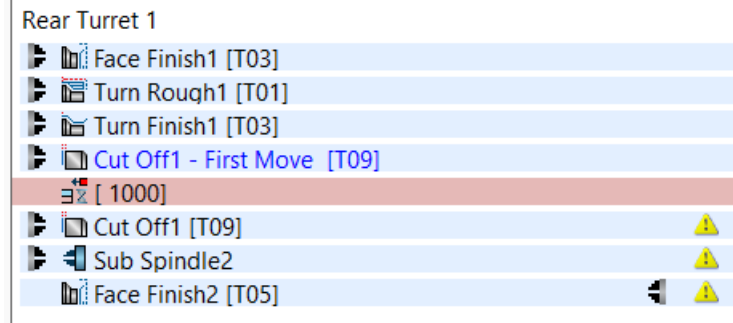 Rear Turret 1
Face Finish1 [T03]
Turn Rough1 [T01]
Turn Finish1 [T03]
Cut Off1 - First Move [T09]
[ 1000]
Cut Off1 [T09]
Sub Spindle2
Face Finish2 [T05]